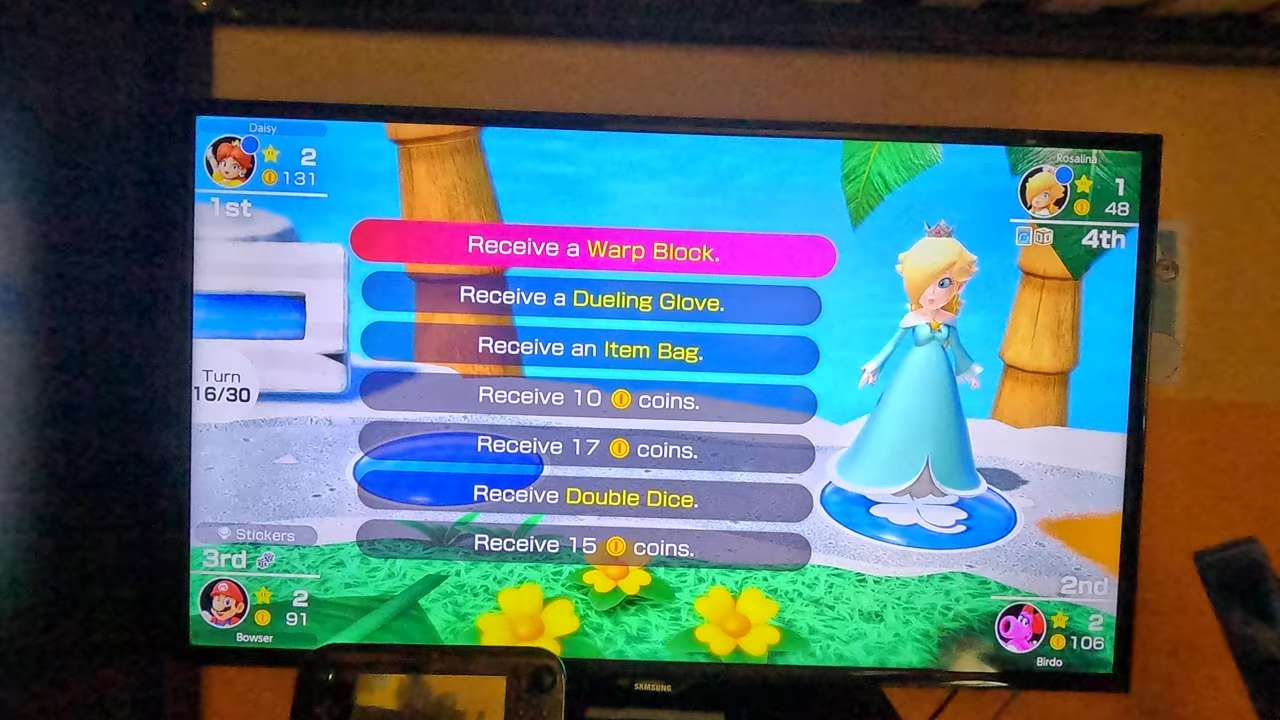 Daisy
2
131
1st
Rosalina
1
48
4th
Receive a Warp Block.
Receive a Dueling Glove.
Receive an Item Bag.
Receive 10 coins.
Receive 17 coins.
Receive Double Dice.
Receive 15 coins.
Turn
16/30
Stickers
3rd
2
91
Bowser
2nd
2
106
Birdo
SAMSUNG